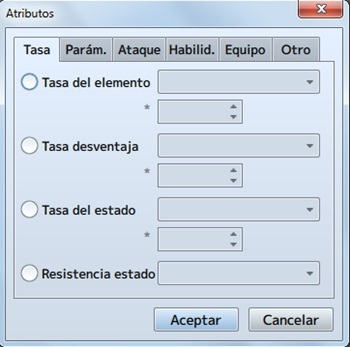 Atributos
Tasa Parám. Ataque Habilid. Equipo Otro
Tasa del elemento
*
Tasa desventaja
*
Tasa del estado
*
Resistencia estado
Aceptar Cancelar